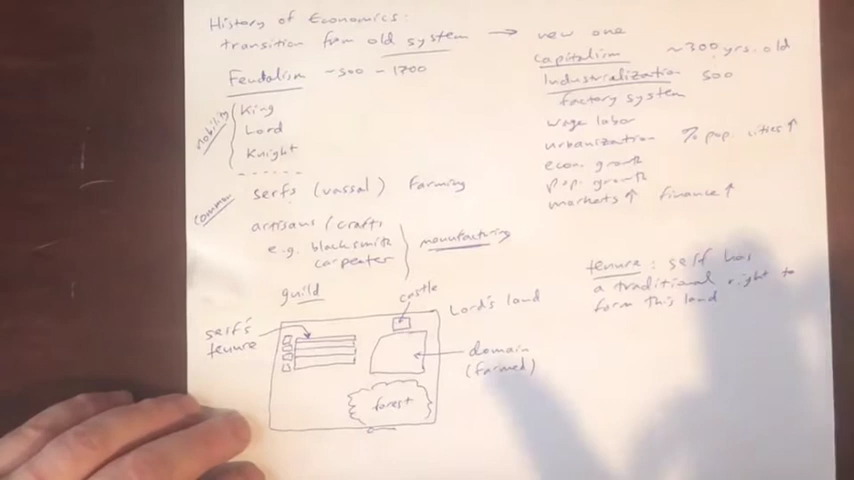 History of Economics:
transition from old system → new one
Feudalism ~500 - 1700
nobility
King
Lord
Knight
common
serfs (vassal) Farming
artisans / crafts
e.g. blacksmith
carpenter
manufacturing
guild
castle
Lord's land
serf's
tenure
domain
(farmed)
forest
Capitalism ~300 yrs. old
Industrialization 500
factory system
wage labor
urbanization % pop. cities ↑
econ. growth
pop. growth
markets ↑ finance ↑
tenure: serf has
a traditional right to
farm this land